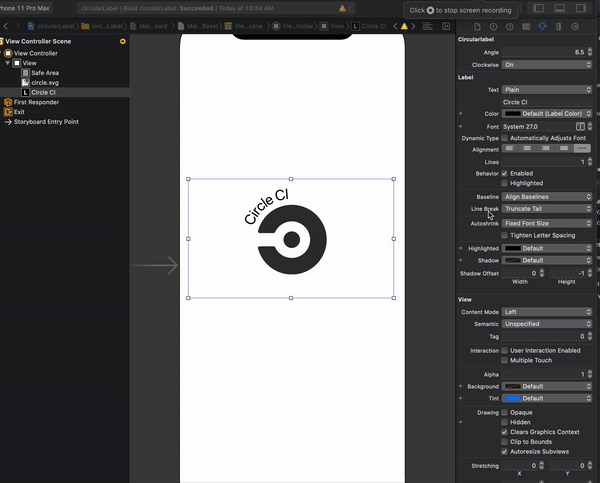 iPhone 11 Pro Max
circularLabel | Build circularLabel: Succeeded | Today at 10:34 AM
1
Click to stop screen recording
circularLabel
circ...Label
Mai...oard
Mai...Base)
Vie...cene
Vie...troller
View
L Circle CI
View Controller Scene
View Controller
View
Safe Area
circle.svg
L Circle CI
First Responder
Exit
Storyboard Entry Point
Circle CI
Circularlabel
Angle 8.5
Clockwise On
Label
Text Plain
Circle CI
+ Color Default (Label Color)
+ Font System 27.0 T
Dynamic Type Automatically Adjusts Font
Alignment
Lines 1
Behavior Enabled
Highlighted
Baseline Align Baselines
Line Break Truncate Tail
Autoshrink Fixed Font Size
Tighten Letter Spacing
+ Highlighted Default
+ Shadow Default
Shadow Offset 0 -1
Width Height
View
Content Mode Left
Semantic Unspecified
Tag 0
Interaction User Interaction Enabled
Multiple Touch
Alpha 1
+ Background Default
+ Tint Default
Drawing Opaque
+ Hidden
Clears Graphics Context
Clip to Bounds
Autoresize Subviews
Stretching 0 0
X Y